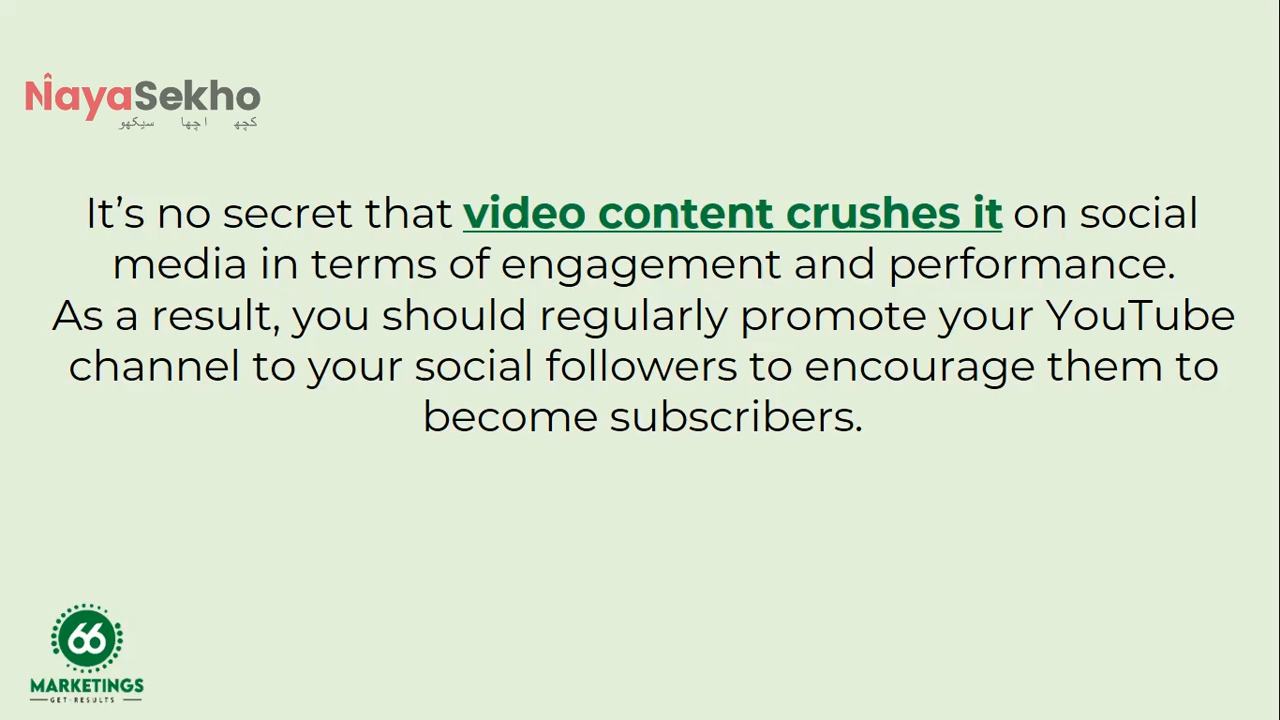 NayaSekho
کچھ اچھا سیکھو
It’s no secret that video content crushes it on social
media in terms of engagement and performance.
As a result, you should regularly promote your YouTube
channel to your social followers to encourage them to
become subscribers.
66
MARKETINGS
GET-RESULTS